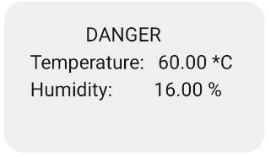 DANGER
Temperature: 60.00 *C
Humidity: 16.00 %